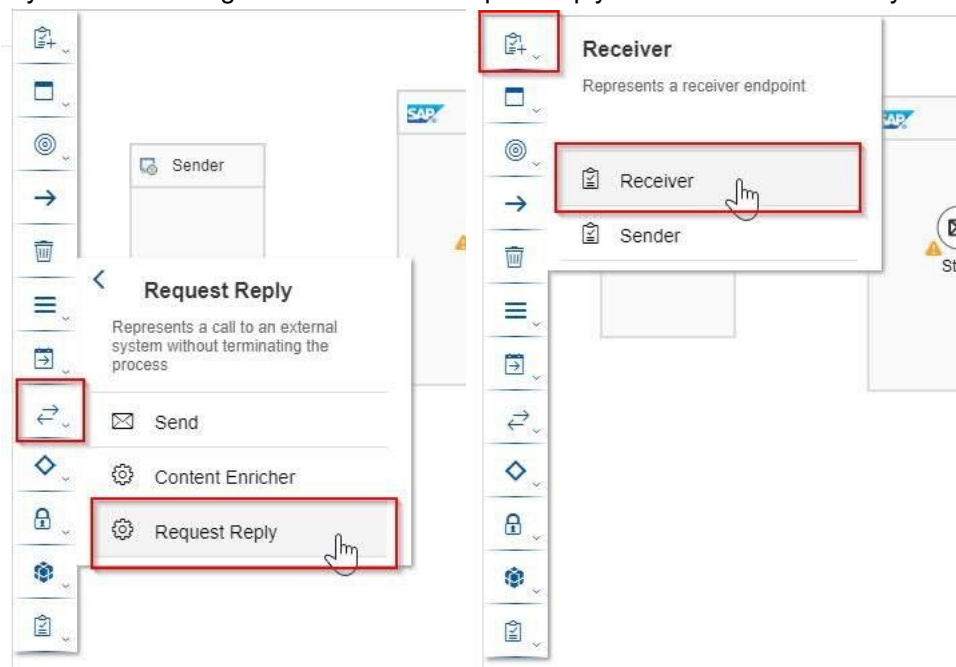 SAP
Sender
Request Reply
Represents a call to an external
system without terminating the
process
Send
Content Enricher
Request Reply
Receiver
Represents a receiver endpoint
Receiver
Sender
St